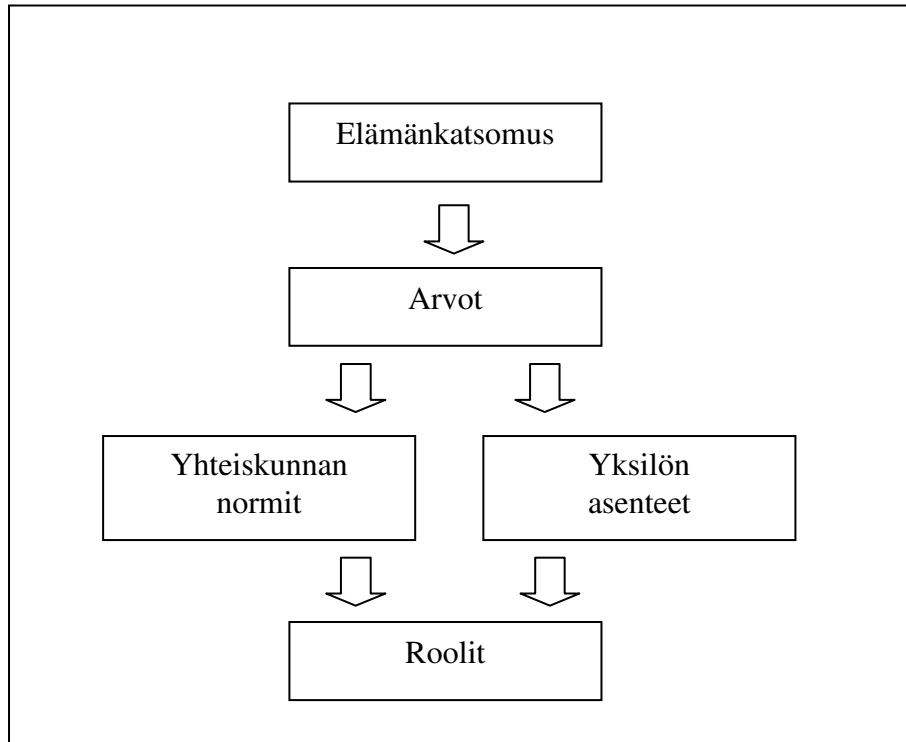 Elämänkatsomus
Arvot
Yhteiskunnan
normit
Yksilön
asenteet
Roolit